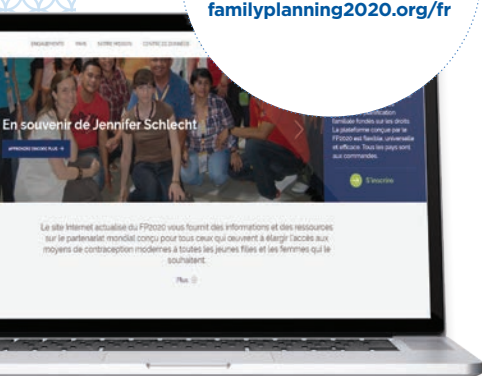 familyplanning2020.org/fr
ENGAGEMENTS PAYS NOTRE MISSION CENTRE DE DONNÉES
En souvenir de Jennifer Schlecht
APPRENDRE ENCORE PLUS →
familiale fondés sur les droits.
La plateforme conçue par le
FP2020 est flexible, universelle
et efficace. Tous les pays sont
aux commandes.
S'inscrire
Le site Internet actualisé du FP2020 vous fournit des informations et des ressources
sur le partenariat mondial conçu pour tous ceux qui œuvrent à élargir l'accès aux
moyens de contraception modernes à toutes les jeunes filles et les femmes qui le
souhaitent.
Plus